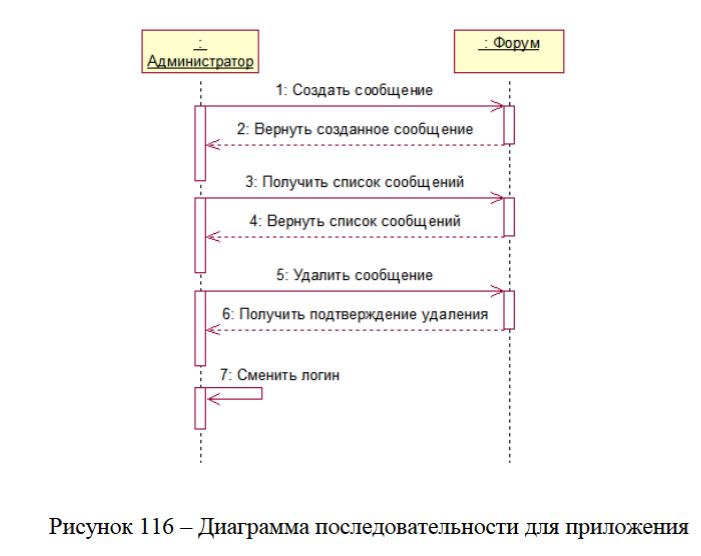 :
Администратор
: Форум
1: Создать сообщение
2: Вернуть созданное сообщение
3: Получить список сообщений
4: Вернуть список сообщений
5: Удалить сообщение
6: Получить подтверждение удаления
7: Сменить логин
Рисунок 116 – Диаграмма последовательности для приложения